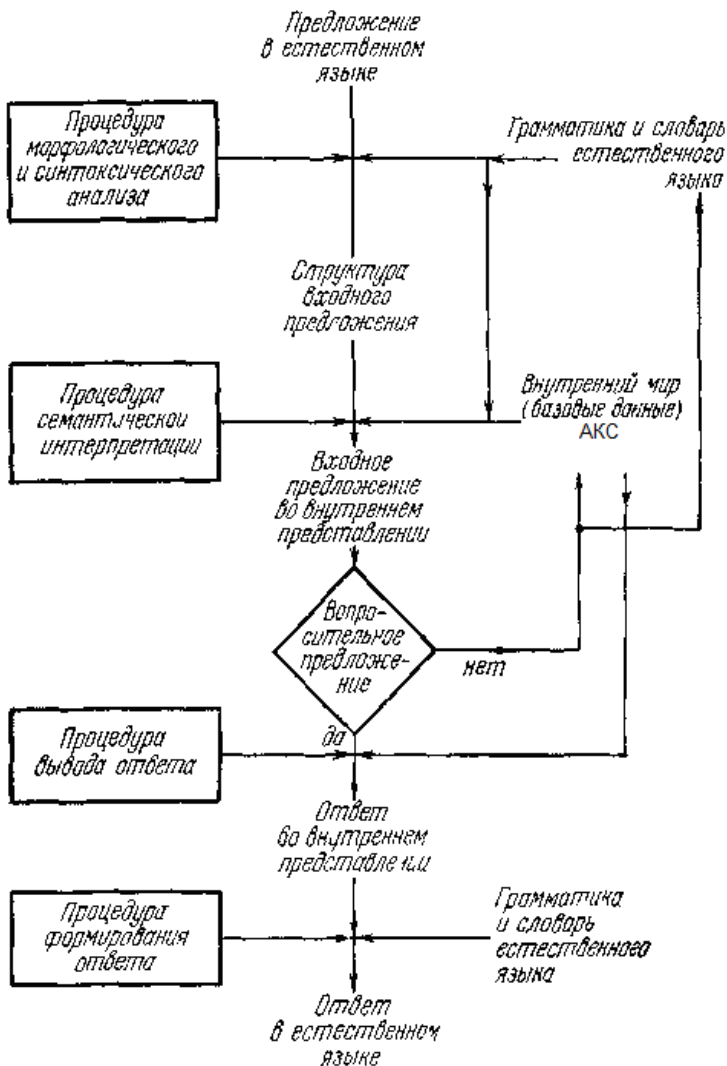 Предложение
в естественном
языке
Процедура
морфологического
и синтоксического
анализа
Грамматика и словарь
естественного
языка
Структура
входного
предложения
Процедура
семантической
интерпретации
Внутренний мир
(базовые данные)
АКС
Входное
предложение
во внутреннем
представлении
Вопро-
сительное
предложе-
ние
нет
да
Процедура
вывода ответа
Ответ
во внутреннем
представлении
Процедура
формирования
ответа
Грамматика
и словарь
естественного
языка
Ответ
в естественном
языке